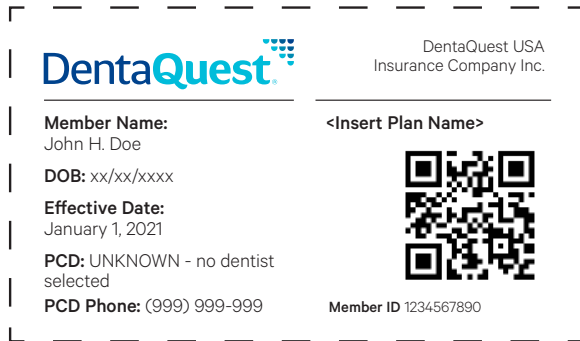 DentaQuest
DentaQuest USA
Insurance Company Inc.
Member Name:
John H. Doe
DOB: xx/xx/xxxx
Effective Date:
January 1, 2021
PCD: UNKNOWN - no dentist
selected
PCD Phone: (999) 999-999
<Insert Plan Name>
Member ID 1234567890